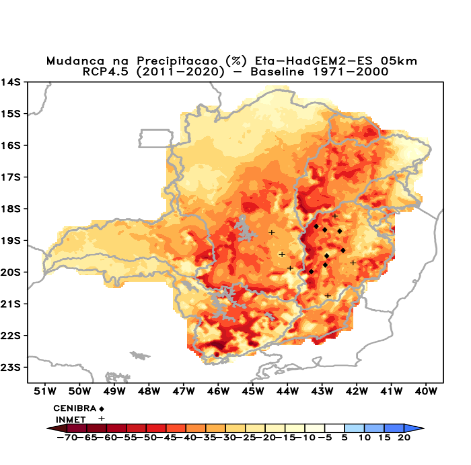 Mudanca na Precipitacao (%) Eta-HadGEM2-ES 05km
RCP4.5 (2011-2020) - Baseline 1971-2000
14S
15S
16S
17S
18S
19S
20S
21S
22S
23S
51W 50W 49W 48W 47W 46W 45W 44W 43W 42W 41W 40W
CENIBRA
INMET
-70 -65 -60 -55 -50 -45 -40 -35 -30 -25 -20 -15 -10 -5 0 5 10 15 20